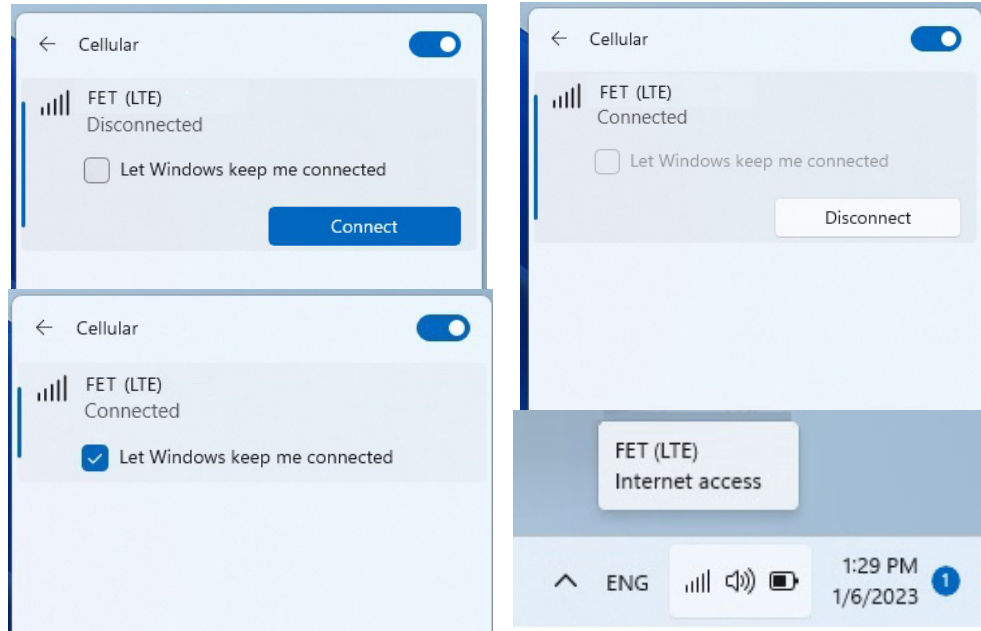 Cellular
FET (LTE)
Disconnected
Let Windows keep me connected
Connect
Cellular
FET (LTE)
Connected
Let Windows keep me connected
Disconnect
Cellular
FET (LTE)
Connected
Let Windows keep me connected
FET (LTE)
Internet access
ENG
1:29 PM
1/6/2023
1